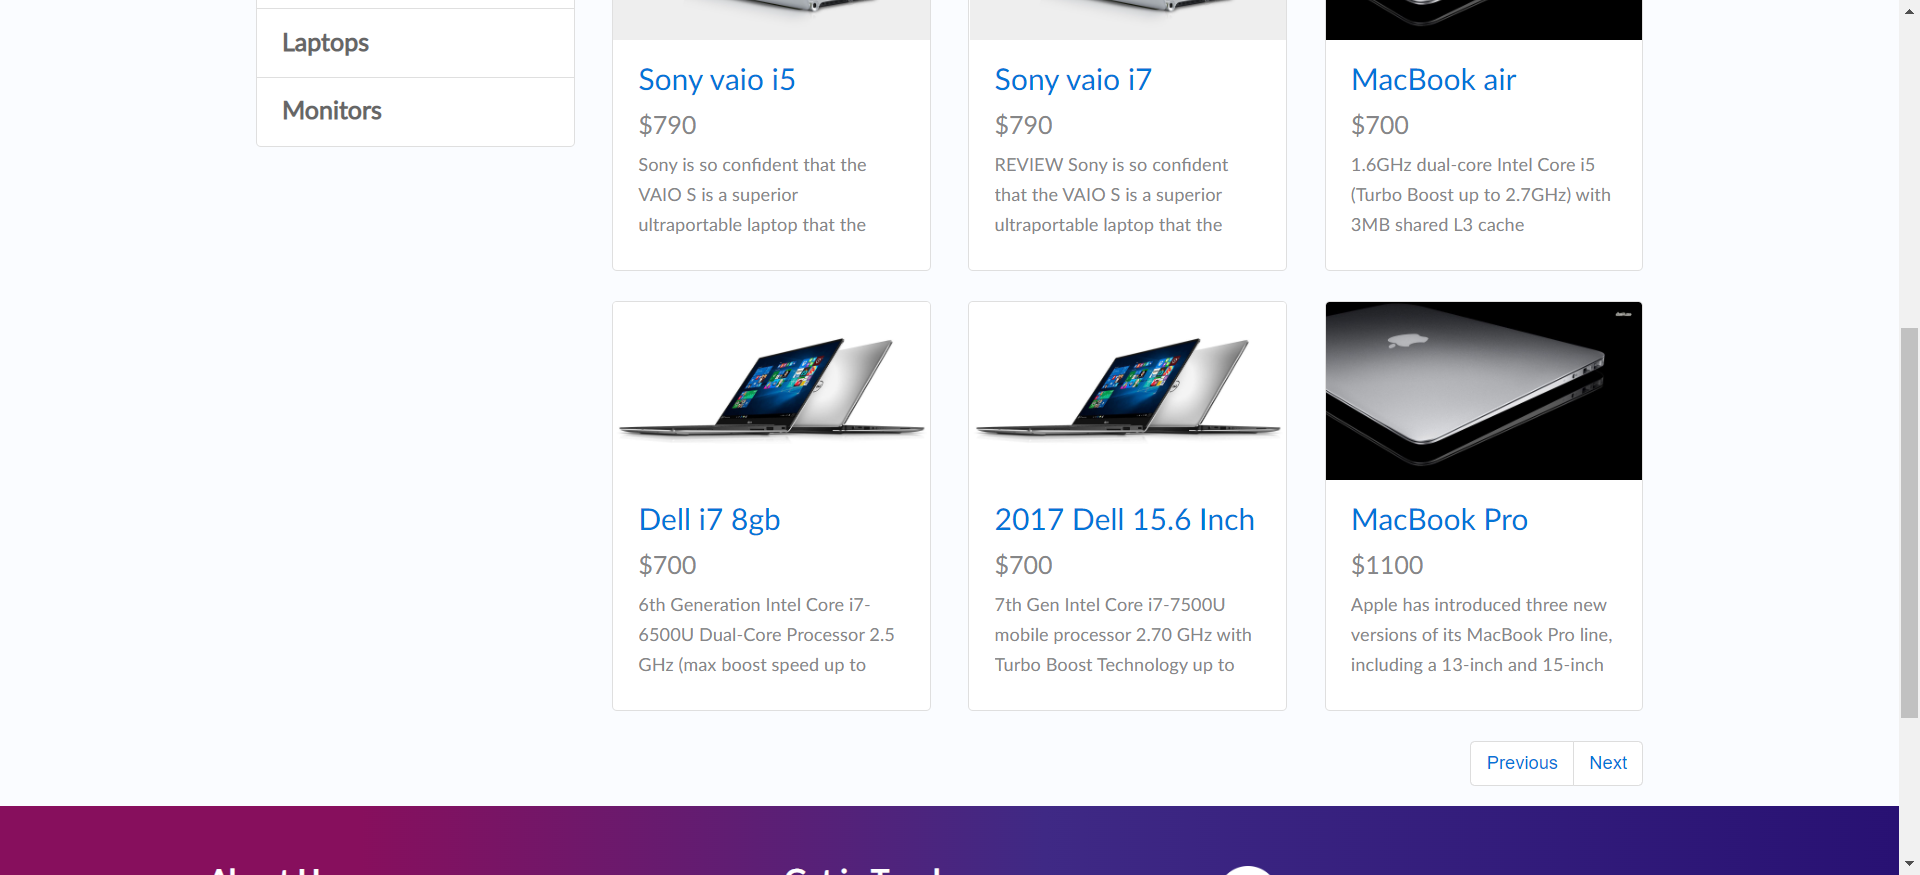 Laptops
Monitors
Sony vaio i5
$790
Sony is so confident that the
VAIO S is a superior
ultraportable laptop that the
Sony vaio i7
$790
REVIEW Sony is so confident
that the VAIO S is a superior
ultraportable laptop that the
MacBook air
$700
1.6GHz dual-core Intel Core i5
(Turbo Boost up to 2.7GHz) with
3MB shared L3 cache
Dell i7 8gb
$700
6th Generation Intel Core i7-
6500U Dual-Core Processor 2.5
GHz (max boost speed up to
2017 Dell 15.6 Inch
$700
7th Gen Intel Core i7-7500U
mobile processor 2.70 GHz with
Turbo Boost Technology up to
MacBook Pro
$1100
Apple has introduced three new
versions of its MacBook Pro line,
including a 13-inch and 15-inch
Previous
Next